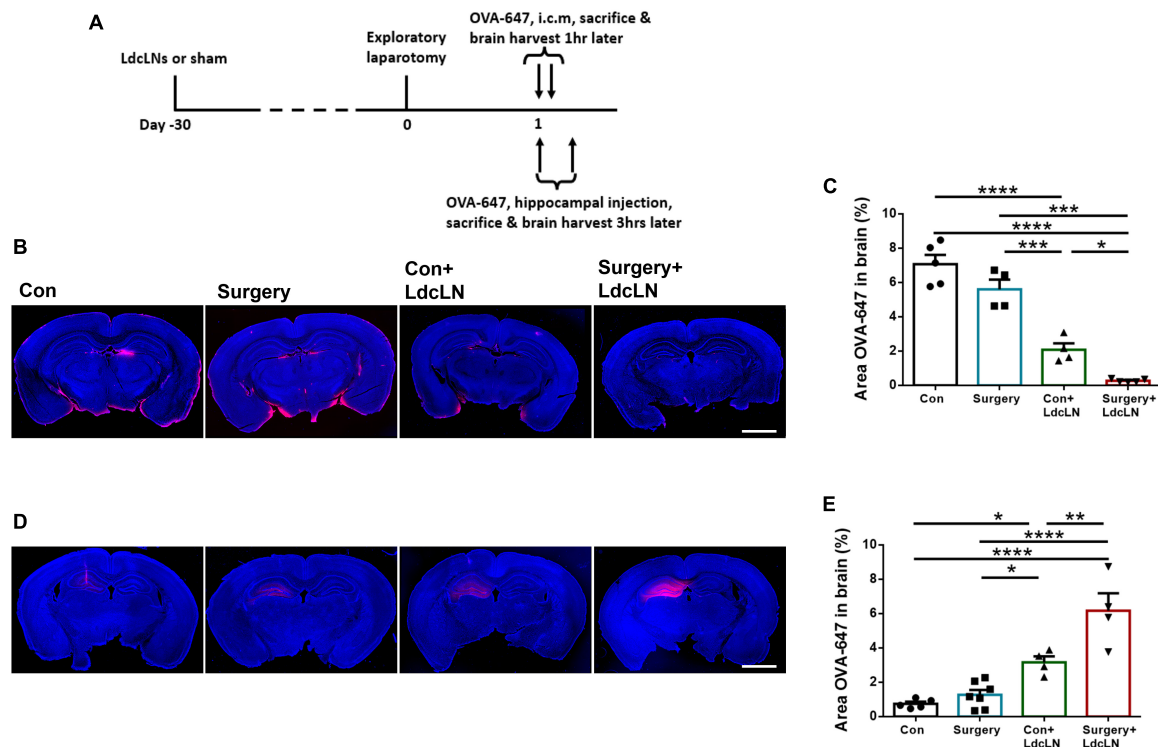 A
LdcLNs or sham
Exploratory
laparotomy
OVA-647, i.c.m, sacrifice &
brain harvest 1hr later
Day -30
0
1
OVA-647, hippocampal injection,
sacrifice & brain harvest 3hrs later
B
Con
Surgery
Con+
LdcLN
Surgery+
LdcLN
C
Area OVA-647 in brain (%)
10
8
6
4
2
0
****
***
****
***
*
Con
Surgery
Con+
LdcLN
Surgery+
LdcLN
D
E
Area OVA-647 in brain (%)
10
8
6
4
2
0
*
**
****
****
*
Con
Surgery
Con+
LdcLN
Surgery+
LdcLN